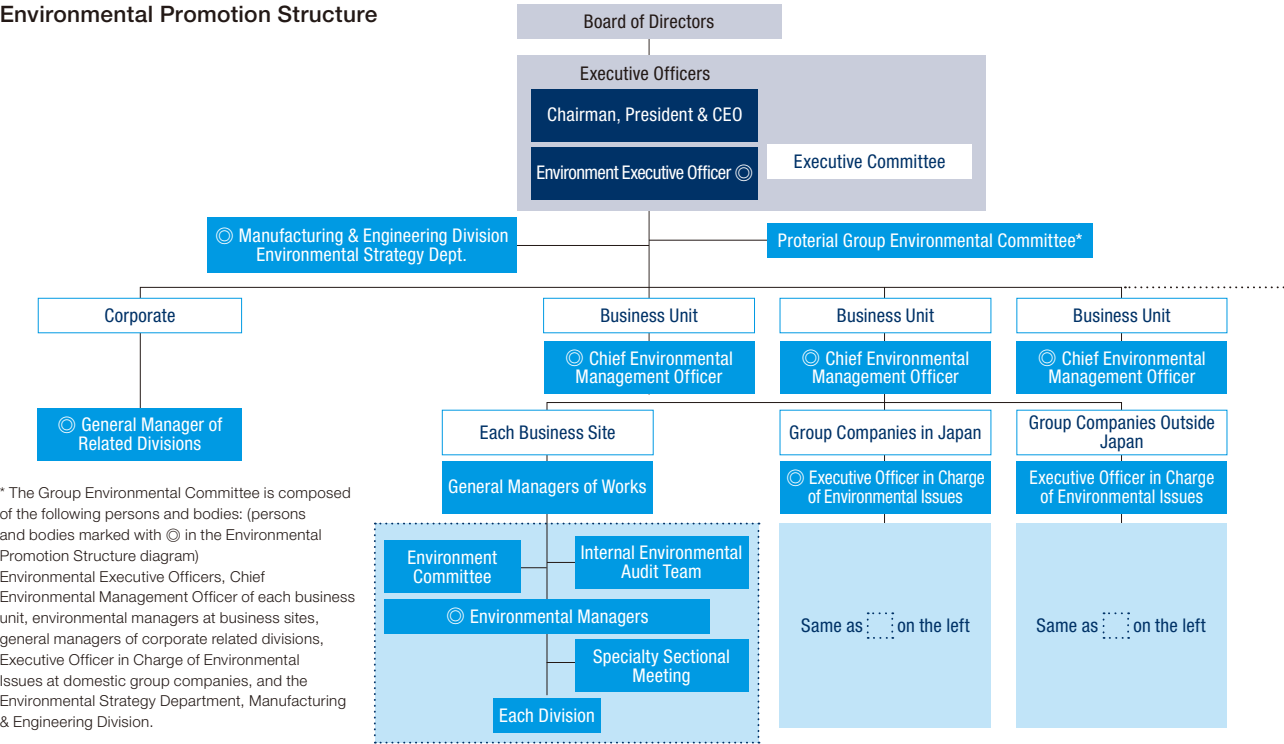 Environmental Promotion Structure
Board of Directors
Executive Officers
Chairman, President & CEO
Environment Executive Officer ◎
Executive Committee
◎ Manufacturing & Engineering Division
Environmental Strategy Dept.
Proterial Group Environmental Committee*
Corporate
Business Unit
Business Unit
Business Unit
◎ Chief Environmental
Management Officer
◎ Chief Environmental
Management Officer
◎ Chief Environmental
Management Officer
◎ General Manager of
Related Divisions
Each Business Site
Group Companies in Japan
Group Companies Outside
Japan
General Managers of Works
◎ Executive Officer in Charge
of Environmental Issues
Executive Officer in Charge
of Environmental Issues
Environment
Committee
Internal Environmental
Audit Team
◎ Environmental Managers
Specialty Sectional
Meeting
Each Division
Same as on the left
Same as on the left
* The Group Environmental Committee is composed
of the following persons and bodies: (persons
and bodies marked with ◎ in the Environmental
Promotion Structure diagram)
Environmental Executive Officers, Chief
Environmental Management Officer of each business
unit, environmental managers at business sites,
general managers of corporate related divisions,
Executive Officer in Charge of Environmental
Issues at domestic group companies, and the
Environmental Strategy Department, Manufacturing
& Engineering Division.